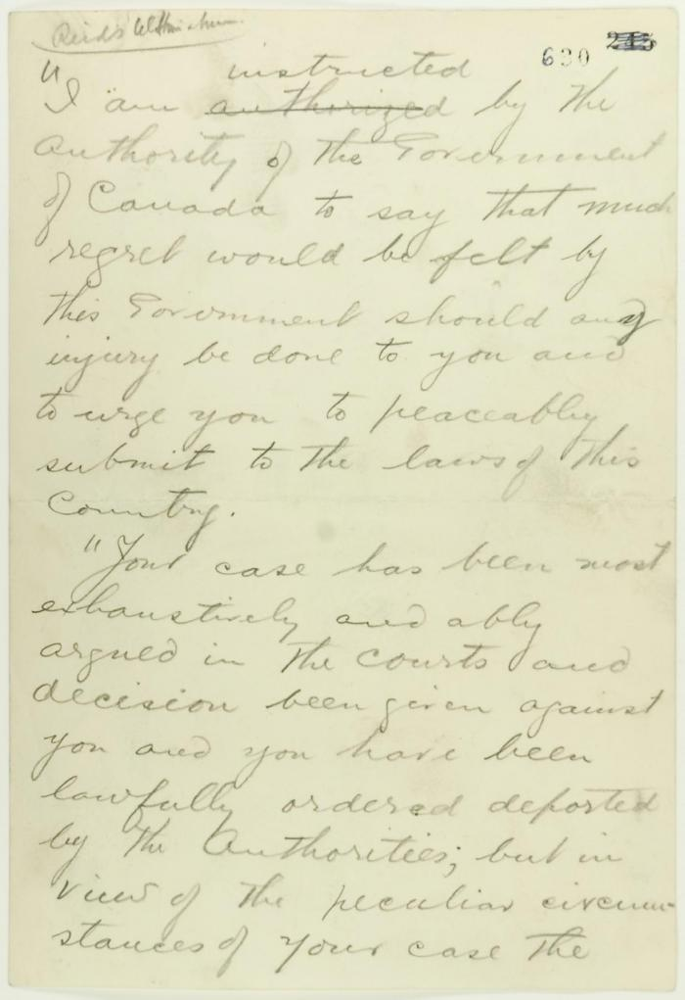 Reid's Ultimatum.
630 215
instructed
"I am authorized by the
Authority of the Government
of Canada to say that much
regret would be felt by
this Government should any
injury be done to you and
to urge you to peaceably
submit to the laws of this
Country.
"Your case has been most
exhaustively and ably
argued in the Courts and
decision been given against
you and you have been
lawfully ordered deported
by the Authorities; but in
view of the peculiar circum-
stances of your case the